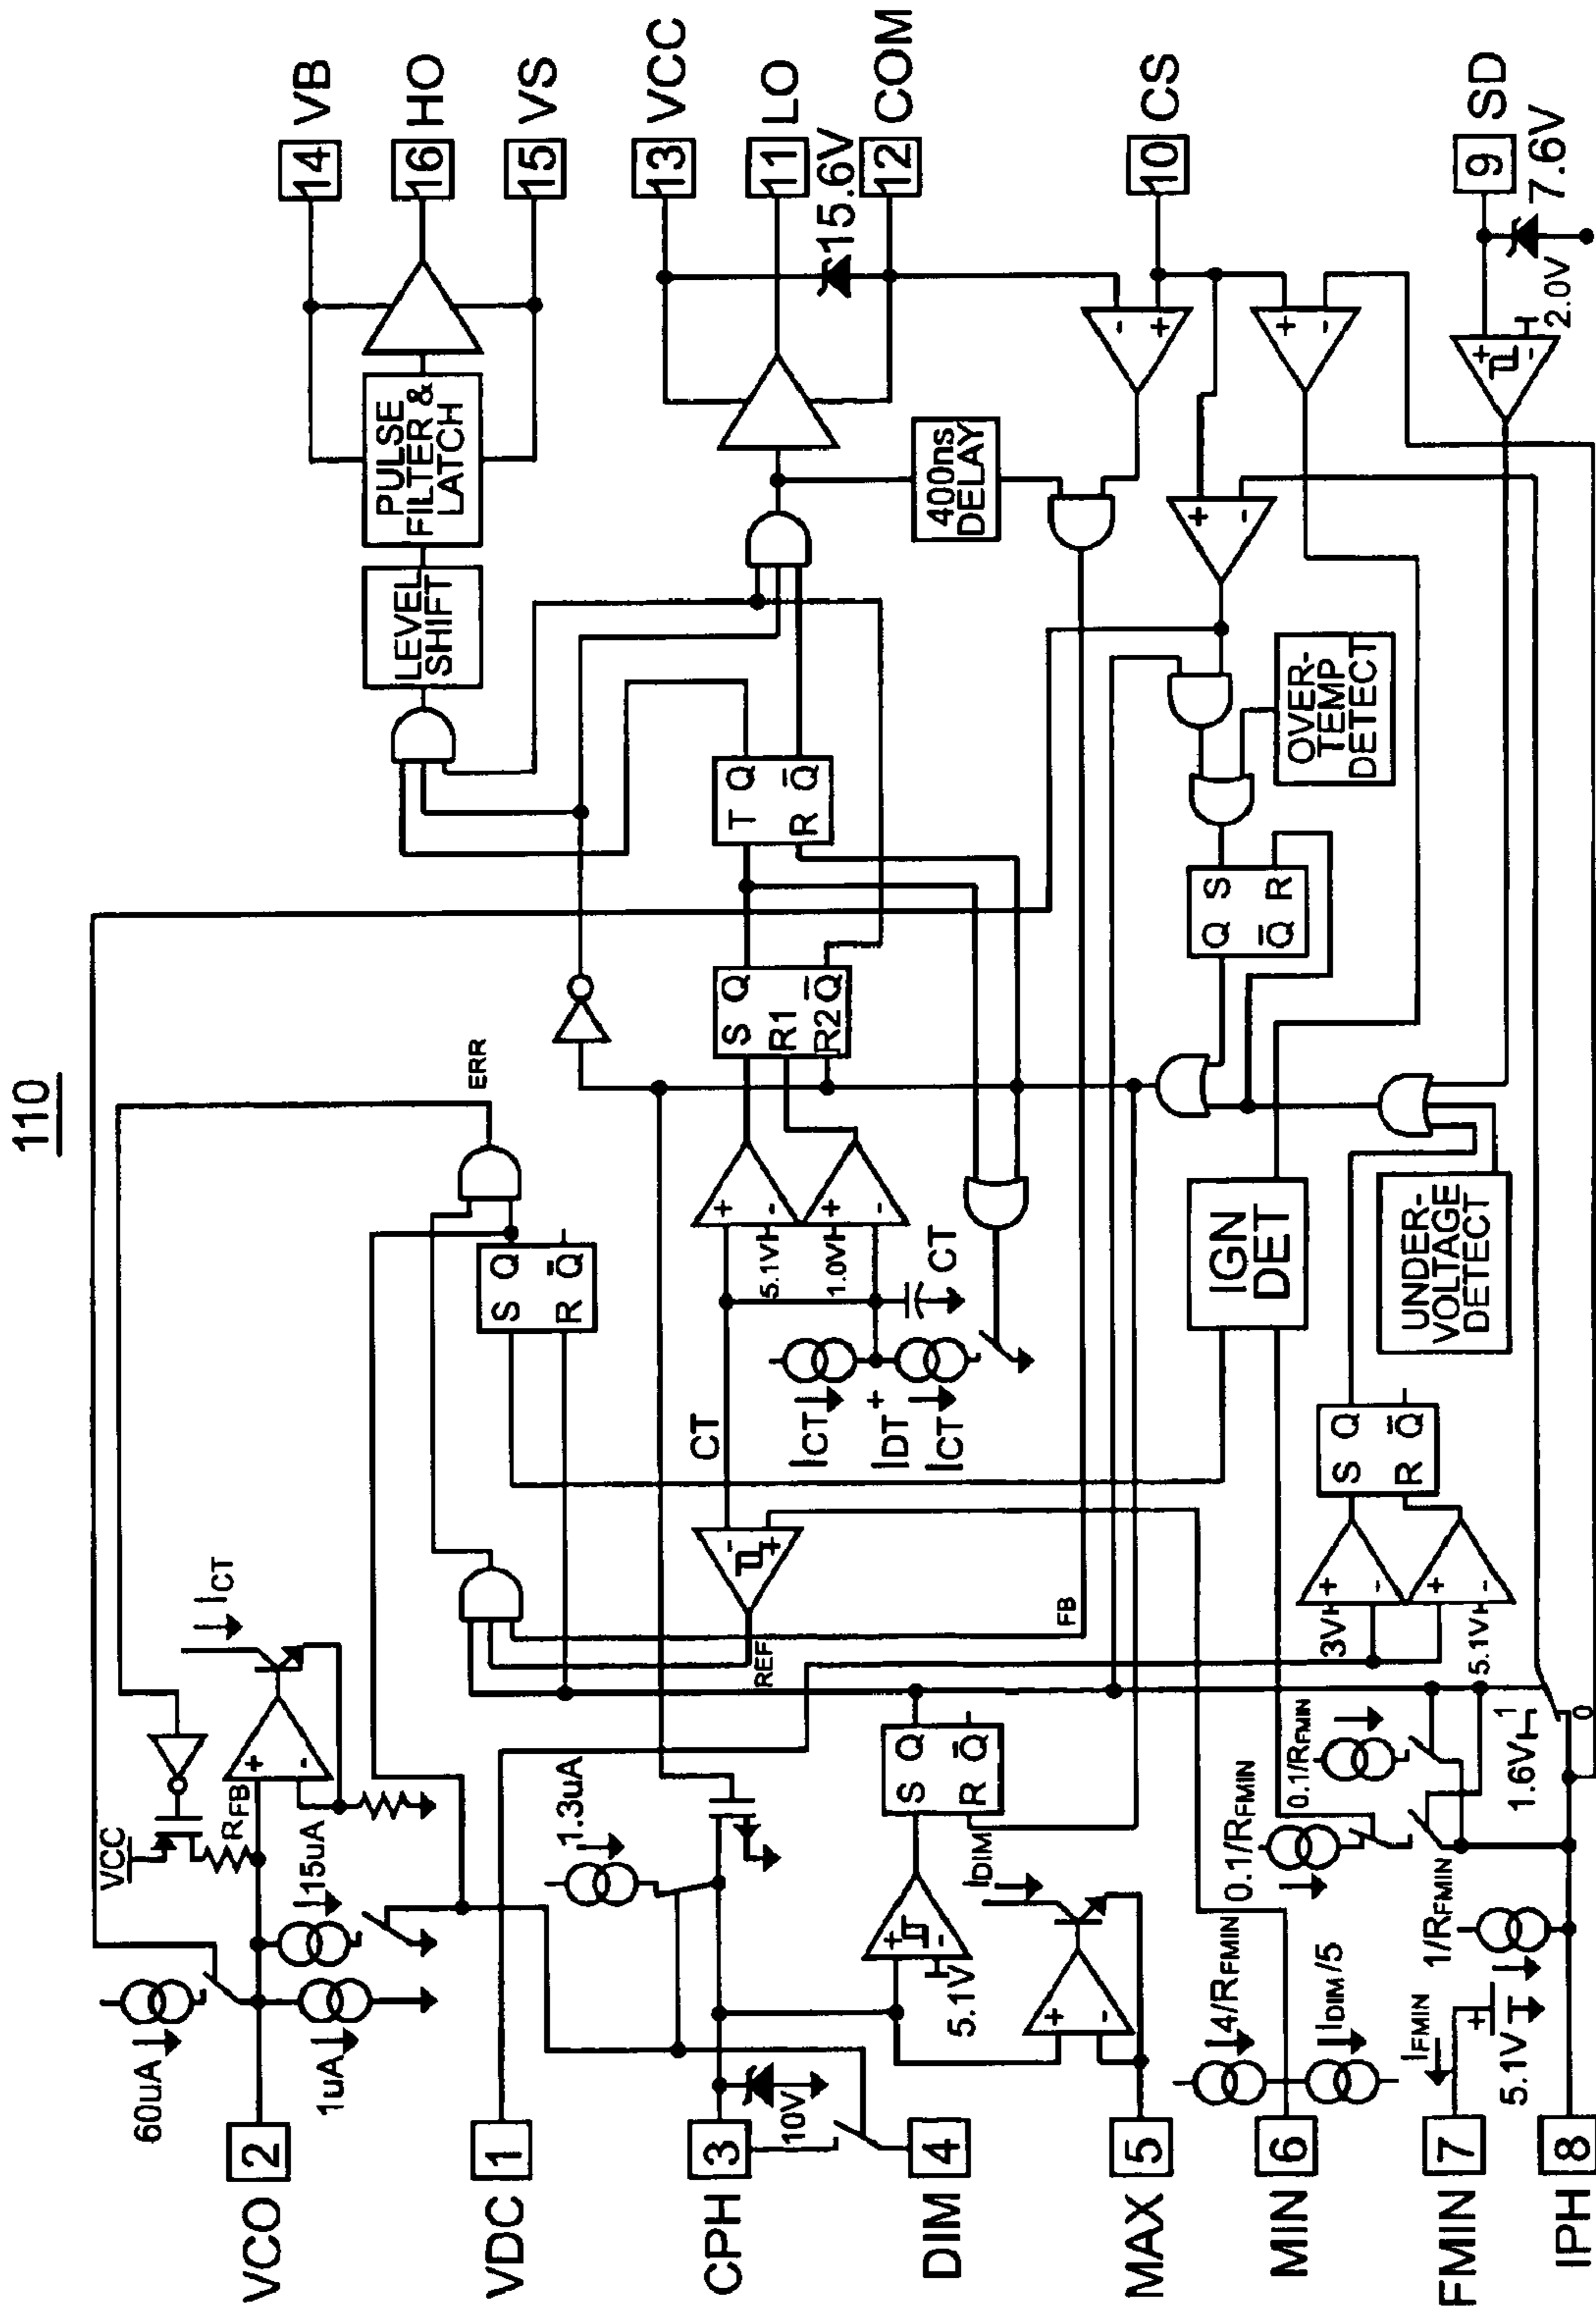 110
14 VB
16 HO
15 VS
13 VCC
11 LO
15.6V
12 COM
10 CS
9 SD
7.6V
2.0V
PULSE
FILTER &
LATCH
LEVEL
SHIFT
400ns
DELAY
T Q
R Q̅
S Q
R1
R2 Q̅
OVER-
TEMP
DETECT
Q S
Q̅ R
ERR
S Q
R Q̅
IGN
DET
UNDER-
VOLTAGE
DETECT
+
-
5.1V
+
1.0V
-
CT
CT
ICT
IDT
+
ICT
S Q
R Q̅
REF
FB
3V
+
-
+
-
5.1V
ICT
VCC
RFB
+
-
15uA
60uA
1uA
1.3uA
S Q
R Q̅
IDIM
+
-
5.1V
+
-
10V
4/RFMIN
IDIM/5
0.1/RFMIN
0.1/RFMIN
1.6V
1
0
1/RFMIN
IFMIN
+
5.1V
VCO 2
VDC 1
CPH 3
DIM 4
MAX 5
MIN 6
FMIN 7
IPH 8